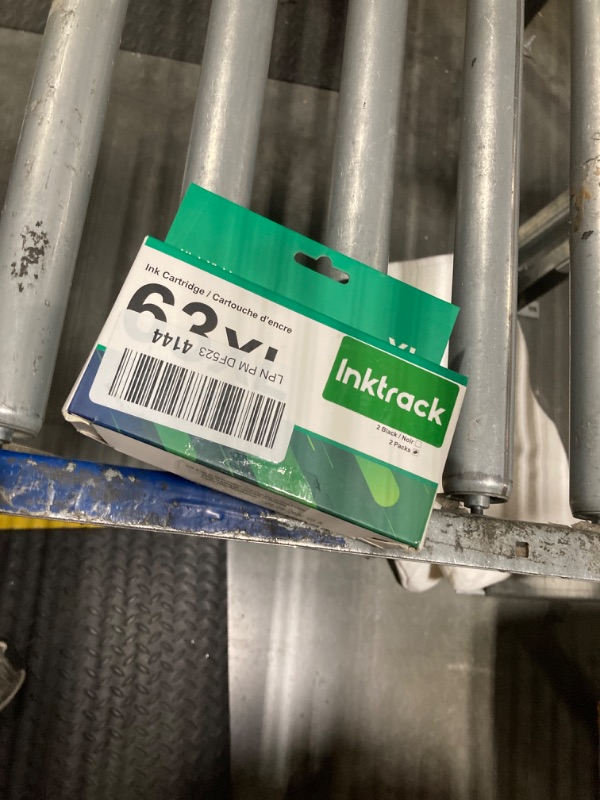 Ink Cartridge / Cartouche d'encre
63XL
LPN PM DF523 4144
Inktrack
2 Black / Noir
2 Packs